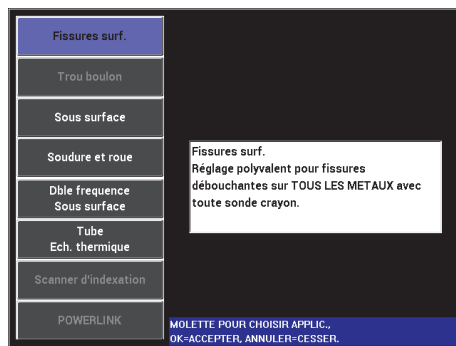 Fissures surf.
Trou boulon
Sous surface
Soudure et roue
Dble frequence
Sous surface
Tube
Ech. thermique
Scanner d'indexation
POWERLINK
Fissures surf.
Réglage polyvalent pour fissures
débouchantes sur TOUS LES METAUX avec
toute sonde crayon.
MOLETTE POUR CHOISIR APPLIC.,
OK=ACCEPTER, ANNULER=CESSER.